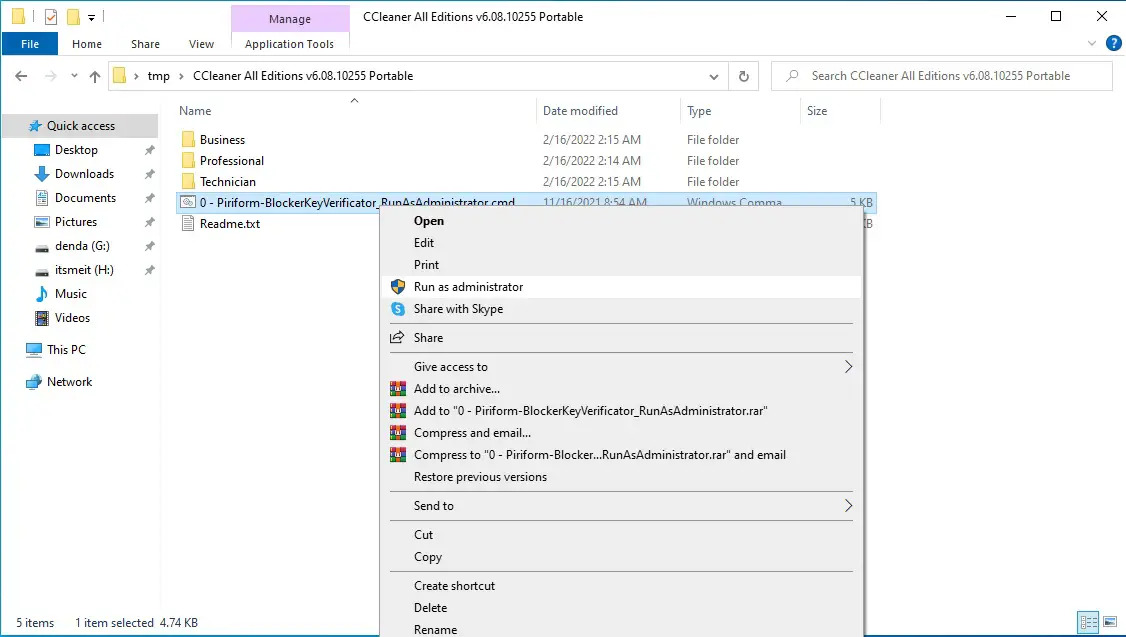 Manage
CCleaner All Editions v6.08.10255 Portable
File
Home
Share
View
Application Tools
?
tmp
CCleaner All Editions v6.08.10255 Portable
Search CCleaner All Editions v6.08.10255 Portable
Name
Date modified
Type
Size
Quick access
Desktop
Downloads
Documents
Pictures
denda (G:)
itsmeit (H:)
Music
Videos
This PC
Network
Business 2/16/2022 2:15 AM File folder
Professional 2/16/2022 2:14 AM File folder
Technician 2/16/2022 2:15 AM File folder
0 - Piriform-BlockerKeyVerificator_RunAsAdministrator.cmd 11/16/2021 8:54 AM Windows Comma... 5 KB
Readme.txt KB
Open
Edit
Print
Run as administrator
Share with Skype
Share
Give access to
Add to archive...
Add to "0 - Piriform-BlockerKeyVerificator_RunAsAdministrator.rar"
Compress and email...
Compress to "0 - Piriform-Blocker...RunAsAdministrator.rar" and email
Restore previous versions
Send to
Cut
Copy
Create shortcut
Delete
Rename
5 items 1 item selected 4.74 KB